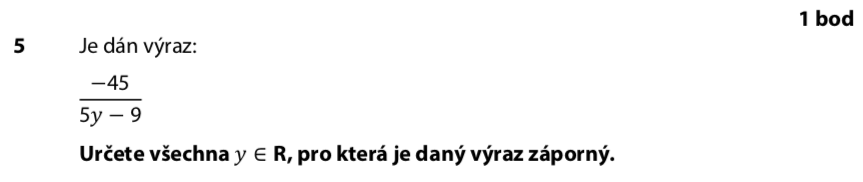 1 bod
5 Je dán výraz:
−45
5y − 9
Určete všechna y ∈ R, pro která je daný výraz záporný.